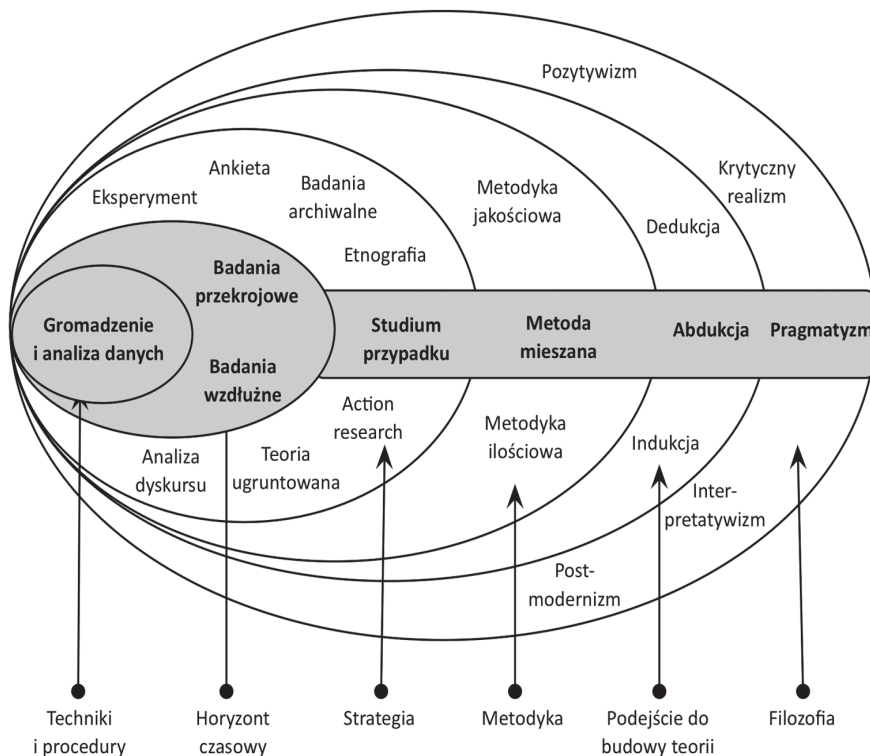 Pozytywizm
Krytyczny
realizm
Ankieta
Eksperyment
Badania
archiwalne
Metodyka
jakościowa
Dedukcja
Etnografia
Badania
przekrojowe
Gromadzenie
i analiza danych
Studium
przypadku
Metoda
mieszana
Abdukcja
Pragmatyzm
Badania
wzdłużne
Action
research
Metodyka
ilościowa
Indukcja
Analiza
dyskursu
Teoria
ugruntowana
Inter-
pretatywizm
Post-
modernizm
Techniki
i procedury
Horyzont
czasowy
Strategia
Metodyka
Podejście do
budowy teorii
Filozofia